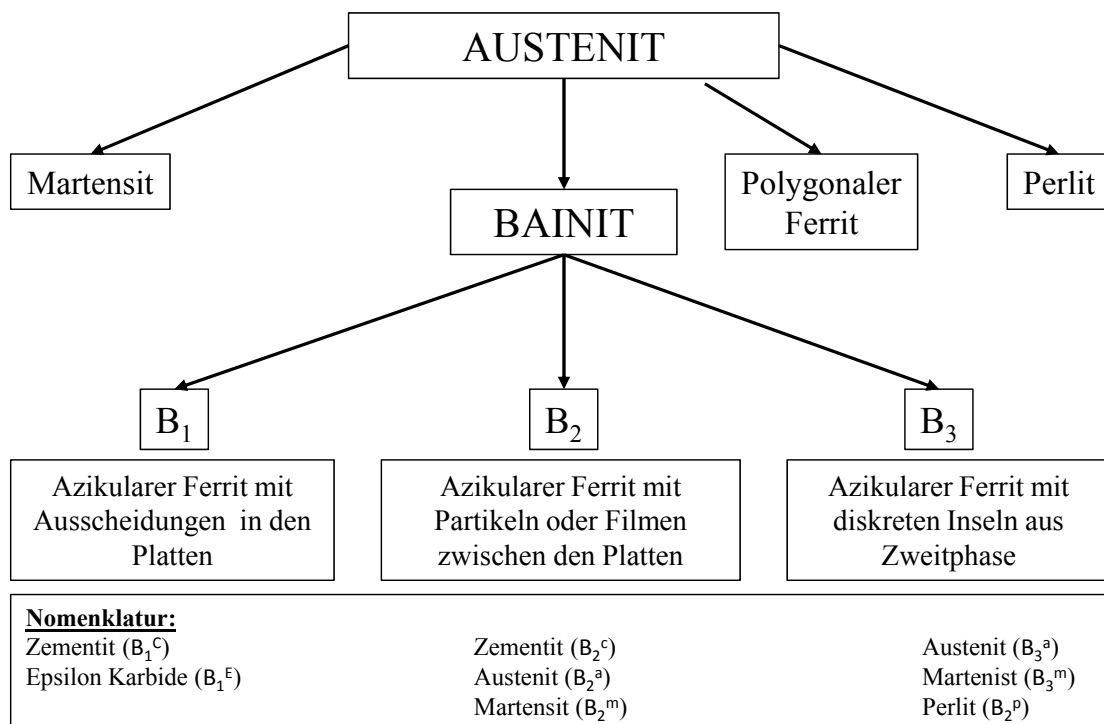 AUSTENIT
Martensit
Polygonaler
Ferrit
Perlit
BAINIT
B₁
B₂
B₃
Azikularer Ferrit mit
Ausscheidungen in den
Platten
Azikularer Ferrit mit
Partikeln oder Filmen
zwischen den Platten
Azikularer Ferrit mit
diskreten Inseln aus
Zweitphase
Nomenklatur:
Zementit (B₁ᶜ)
Epsilon Karbide (B₁ᴱ)
Zementit (B₂ᶜ)
Austenit (B₂ᵃ)
Martensit (B₂ᵐ)
Austenit (B₃ᵃ)
Martenist (B₃ᵐ)
Perlit (B₂ᵖ)